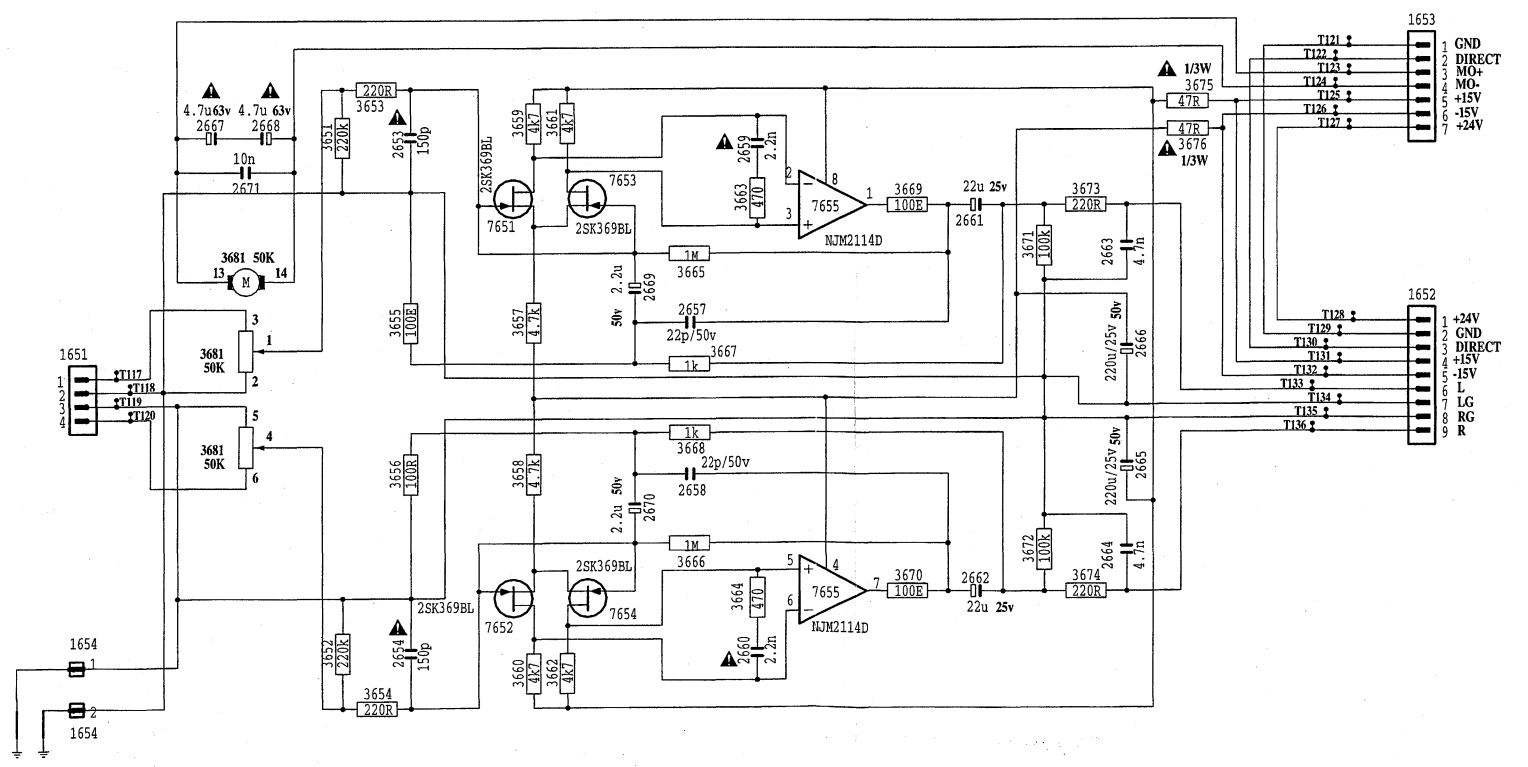 1653
T121 1 GND
T122 2 DIRECT
T123 3 MO+
T124 4 MO-
T125 5 +15V
T126 6 -15V
T127 7 +24V
1/3W
3675
47R
47R
3676
1/3W
4.7u 63v
2667
4.7u 63v
2668
10n
2671
3681 50K
13 M 14
220R
3653
3651
220k
2653
150p
3659
4k7
3661
4k7
2SK369BL
7651
7653
2SK369BL
2659
2.2n
3663
470
2
3
8
1
7655
NJM2114D
3669
100E
22u 25v
2661
3673
220R
3671
100k
2663
4.7n
1M
3665
2.2u
2669
50v
2657
22p/50v
3667
1k
3655
100E
3657
4.7k
50v
220u/25v
2666
1652
T128 1 +24V
T129 2 GND
T130 3 DIRECT
T131 4 +15V
T132 5 -15V
T133 6 L
T134 7 LG
T135 8 RG
T136 9 R
1651
1 T117
2 T118
3 T119
4 T120
3
3681
50K
1
2
5
3681
50K
4
6
3656
100R
3658
4.7k
1k
3668
22p/50v
2658
50v
2.2u
2670
50v
220u/25v
2665
1M
3666
2SK369BL
7652
2SK369BL
7654
3664
470
2660
2.2n
5
6
4
7
7655
NJM2114D
3670
100E
2662
22u 25v
3672
100k
3674
220R
2664
4.7n
3652
220k
2654
150p
3654
220R
3660
4k7
3662
4k7
1654
1
2
1654